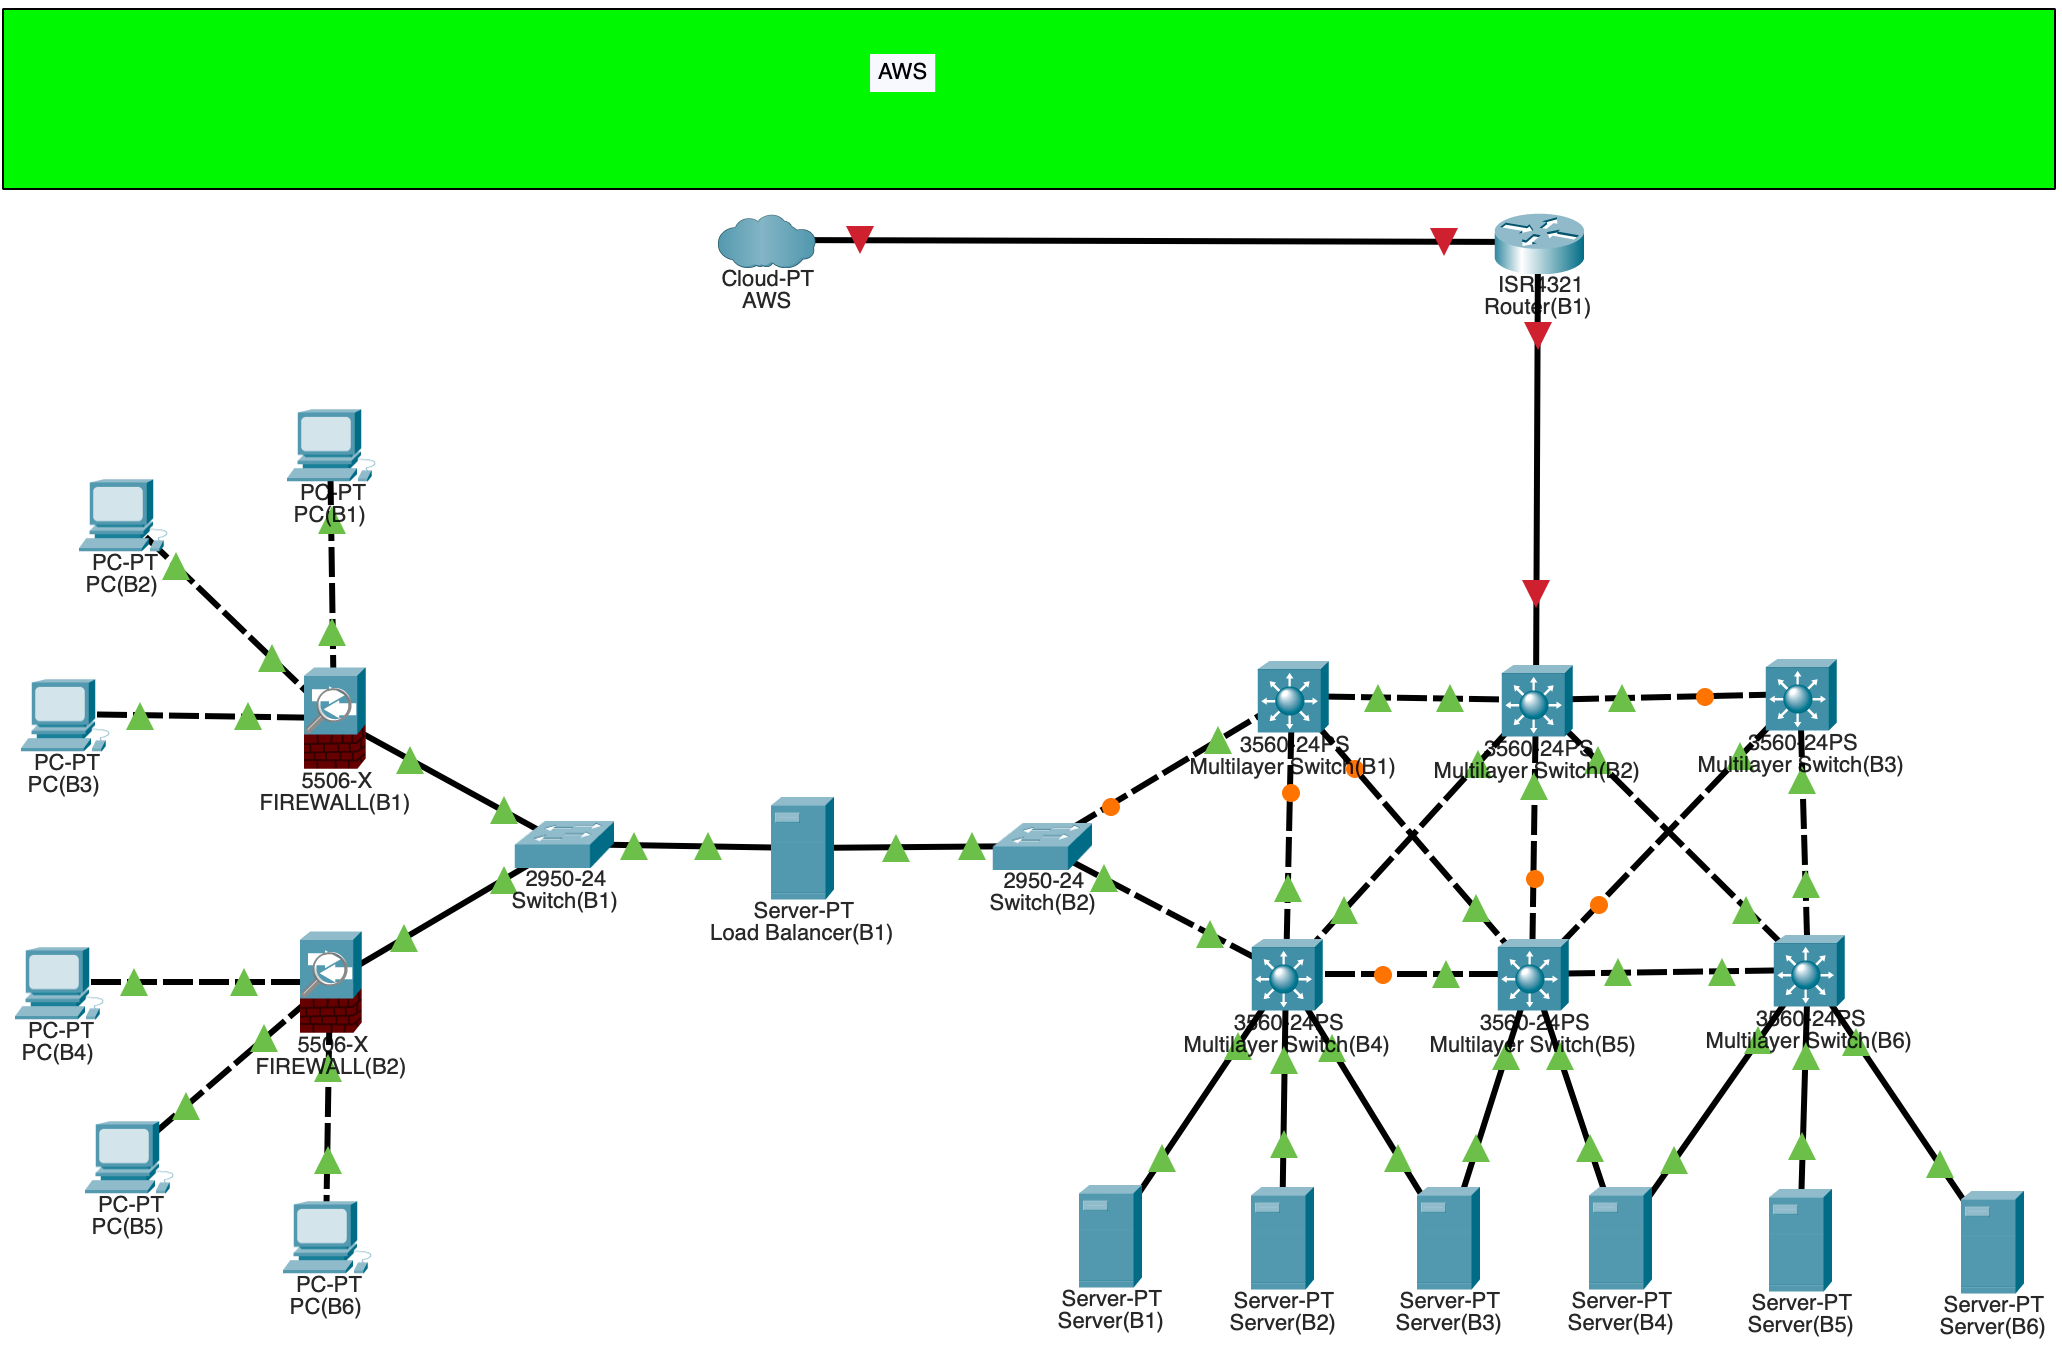 AWS
Cloud-PT
AWS
ISR4321
Router(B1)
PC-PT
PC(B1)
PC-PT
PC(B2)
PC-PT
PC(B3)
5506-X
FIREWALL(B1)
3560-24PS
Multilayer Switch(B1)
3560-24PS
Multilayer Switch(B2)
3560-24PS
Multilayer Switch(B3)
2950-24
Switch(B1)
Server-PT
Load Balancer(B1)
2950-24
Switch(B2)
PC-PT
PC(B4)
5506-X
FIREWALL(B2)
3560-24PS
Multilayer Switch(B4)
3560-24PS
Multilayer Switch(B5)
3560-24PS
Multilayer Switch(B6)
PC-PT
PC(B5)
PC-PT
PC(B6)
Server-PT
Server(B1)
Server-PT
Server(B2)
Server-PT
Server(B3)
Server-PT
Server(B4)
Server-PT
Server(B5)
Server-PT
Server(B6)